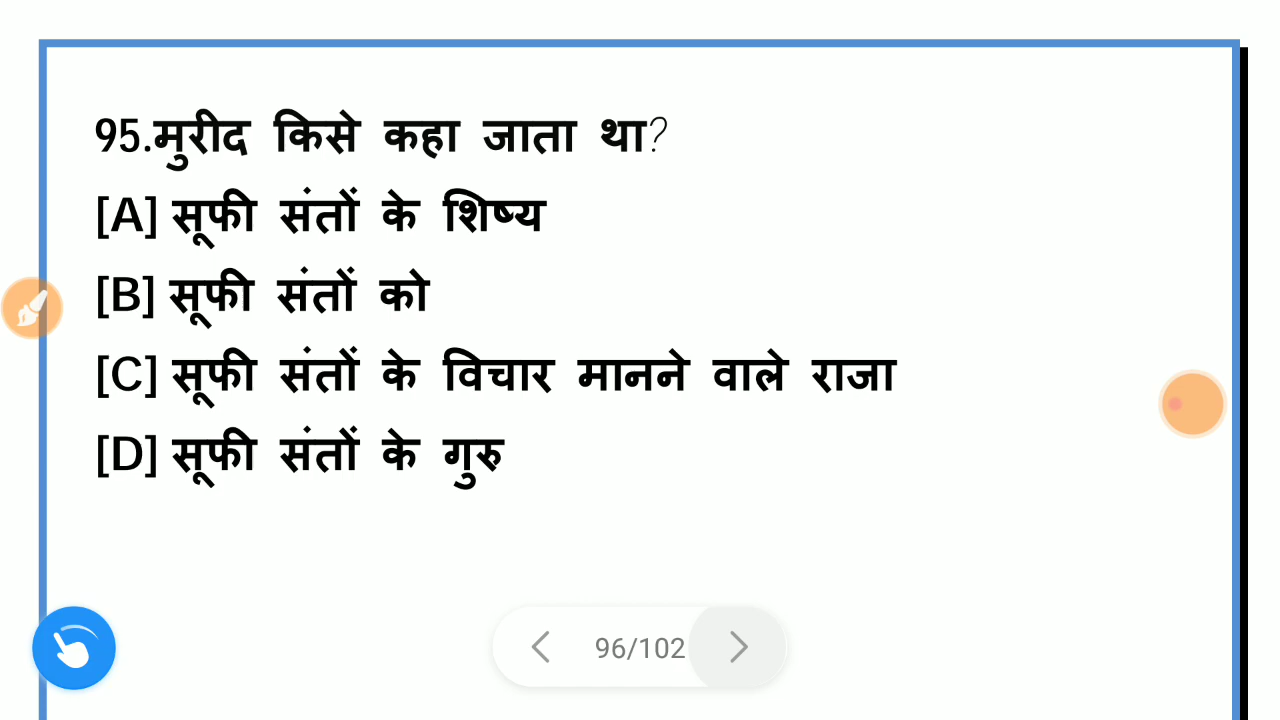 95.मुरीद किसे कहा जाता था?
[A] सूफी संतों के शिष्य
[B] सूफी संतों को
[C] सूफी संतों के विचार मानने वाले राजा
[D] सूफी संतों के गुरु
96/102